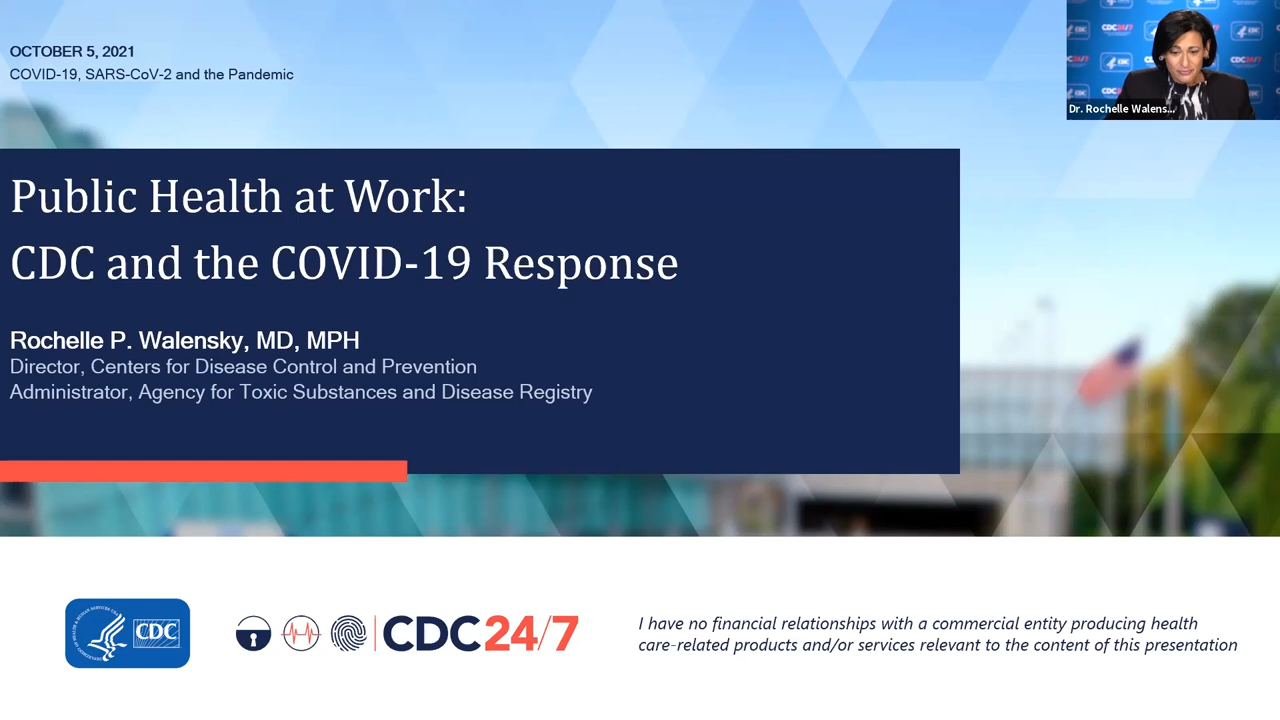 OCTOBER 5, 2021
COVID-19, SARS-CoV-2 and the Pandemic
Dr. Rochelle Walens...
Public Health at Work:
CDC and the COVID-19 Response
Rochelle P. Walensky, MD, MPH
Director, Centers for Disease Control and Prevention
Administrator, Agency for Toxic Substances and Disease Registry
CDC
CDC 24/7
I have no financial relationships with a commercial entity producing health
care-related products and/or services relevant to the content of this presentation